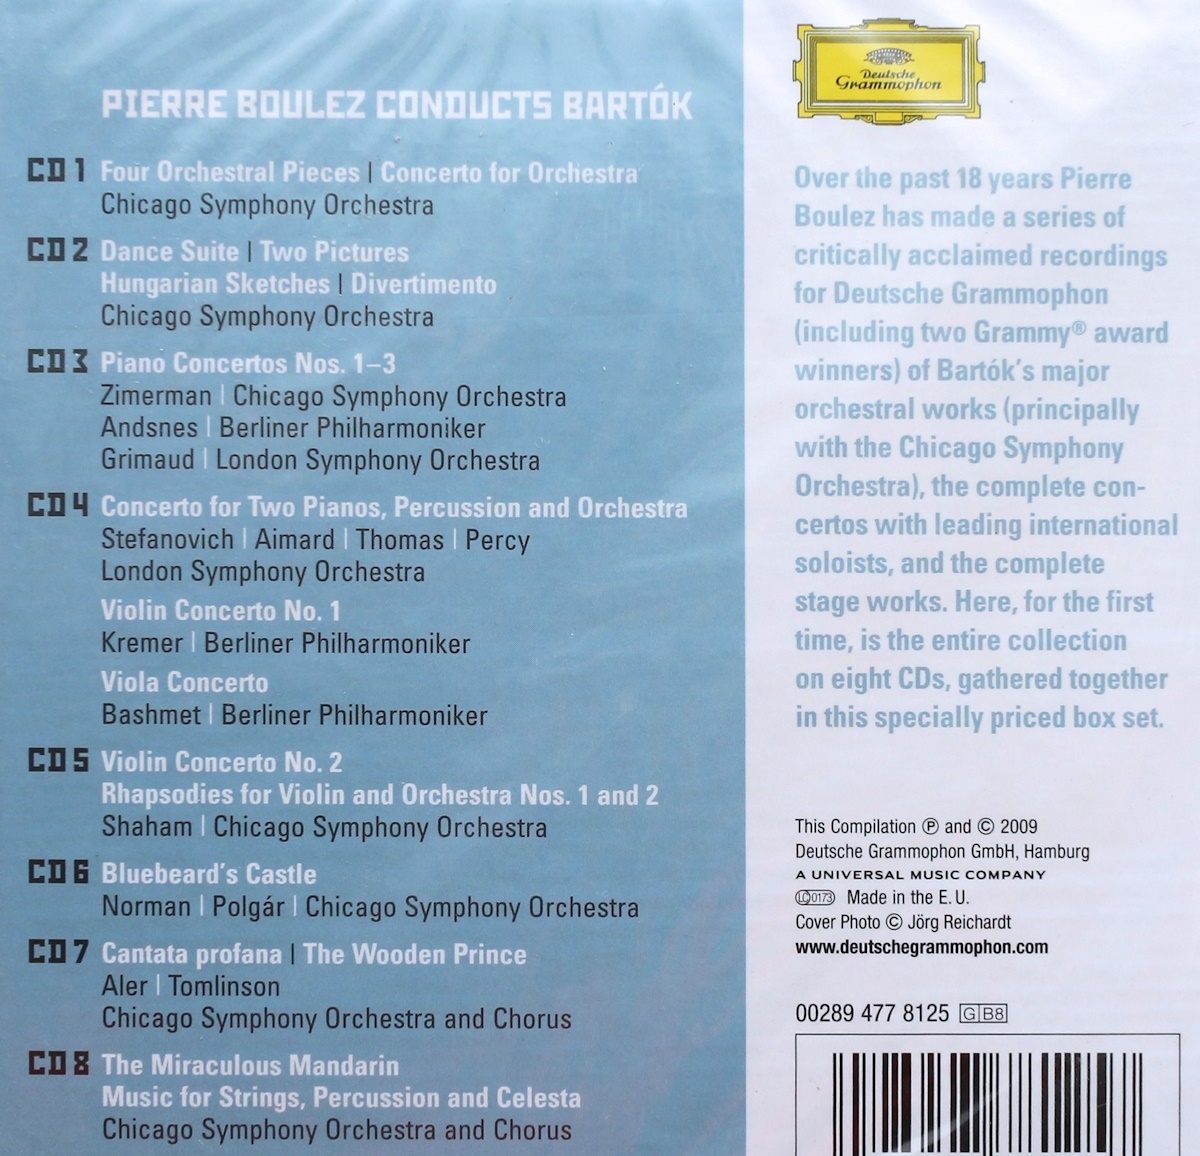 PIERRE BOULEZ CONDUCTS BARTÓK
CD 1 Four Orchestral Pieces | Concerto for Orchestra
Chicago Symphony Orchestra
CD 2 Dance Suite | Two Pictures
Hungarian Sketches | Divertimento
Chicago Symphony Orchestra
CD 3 Piano Concertos Nos. 1–3
Zimerman | Chicago Symphony Orchestra
Andsnes | Berliner Philharmoniker
Grimaud | London Symphony Orchestra
CD 4 Concerto for Two Pianos, Percussion and Orchestra
Stefanovich | Aimard | Thomas | Percy
London Symphony Orchestra
Violin Concerto No. 1
Kremer | Berliner Philharmoniker
Viola Concerto
Bashmet | Berliner Philharmoniker
CD 5 Violin Concerto No. 2
Rhapsodies for Violin and Orchestra Nos. 1 and 2
Shaham | Chicago Symphony Orchestra
CD 6 Bluebeard's Castle
Norman | Polgár | Chicago Symphony Orchestra
CD 7 Cantata profana | The Wooden Prince
Aler | Tomlinson
Chicago Symphony Orchestra and Chorus
CD 8 The Miraculous Mandarin
Music for Strings, Percussion and Celesta
Chicago Symphony Orchestra and Chorus
Deutsche
Grammophon
Over the past 18 years Pierre
Boulez has made a series of
critically acclaimed recordings
for Deutsche Grammophon
(including two Grammy® award
winners) of Bartók's major
orchestral works (principally
with the Chicago Symphony
Orchestra), the complete con-
certos with leading international
soloists, and the complete
stage works. Here, for the first
time, is the entire collection
on eight CDs, gathered together
in this specially priced box set.
This Compilation ℗ and © 2009
Deutsche Grammophon GmbH, Hamburg
A UNIVERSAL MUSIC COMPANY
LC 0173 Made in the E. U.
Cover Photo © Jörg Reichardt
www.deutschegrammophon.com
00289 477 8125 G B8